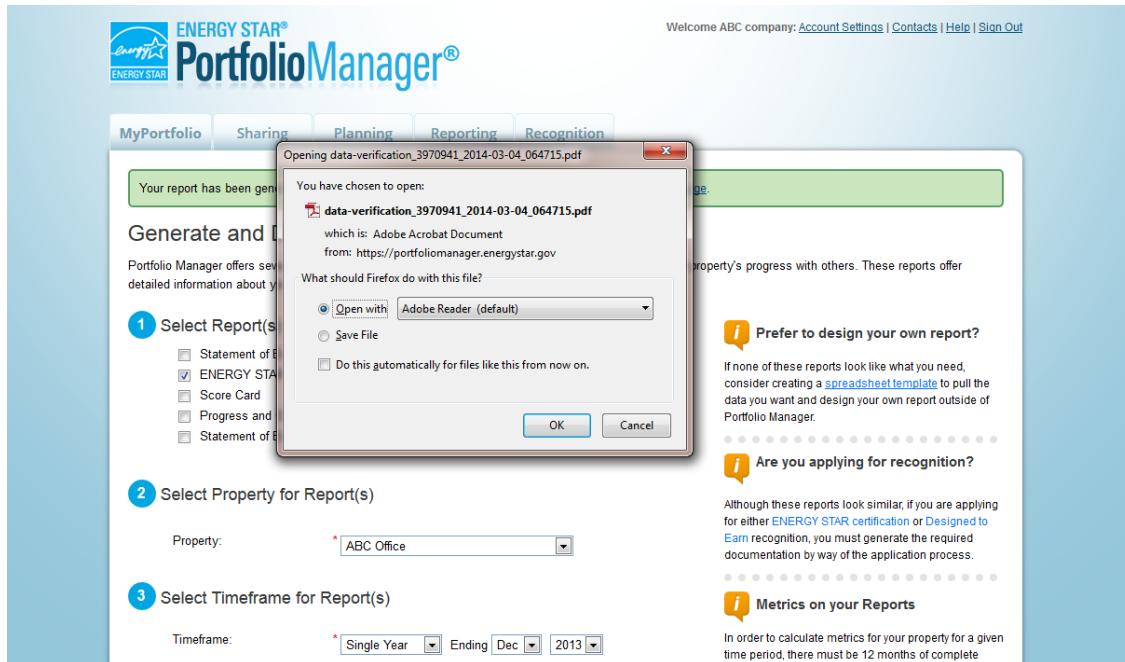 ENERGY STAR®
PortfolioManager®
energy
ENERGY STAR
Welcome ABC company: Account Settings | Contacts | Help | Sign Out
MyPortfolio Sharing Planning Reporting Recognition
Opening data-verification_3970941_2014-03-04_064715.pdf
Your report has been
You have chosen to open:
data-verification_3970941_2014-03-04_064715.pdf
which is: Adobe Acrobat Document
from: https://portfoliomanager.energystar.gov
What should Firefox do with this file?
Open with Adobe Reader (default)
Save File
Do this automatically for files like this from now on.
OK Cancel
Generate and
Portfolio Manager offers
property's progress with others. These reports offer
detailed information about
1 Select Report(s
Statement of
ENERGY
Score Card
Progress and
Statement of
2 Select Property for Report(s)
Property: * ABC Office
3 Select Timeframe for Report(s)
Timeframe: * Single Year Ending Dec 2013
i Prefer to design your own report?
If none of these reports look like what you need,
consider creating a spreadsheet template to pull the
data you want and design your own report outside of
Portfolio Manager.
i Are you applying for recognition?
Although these reports look similar, if you are applying
for either ENERGY STAR certification or Designed to
Earn recognition, you must generate the required
documentation by way of the application process.
i Metrics on your Reports
In order to calculate metrics for your property for a given
time period, there must be 12 months of complete